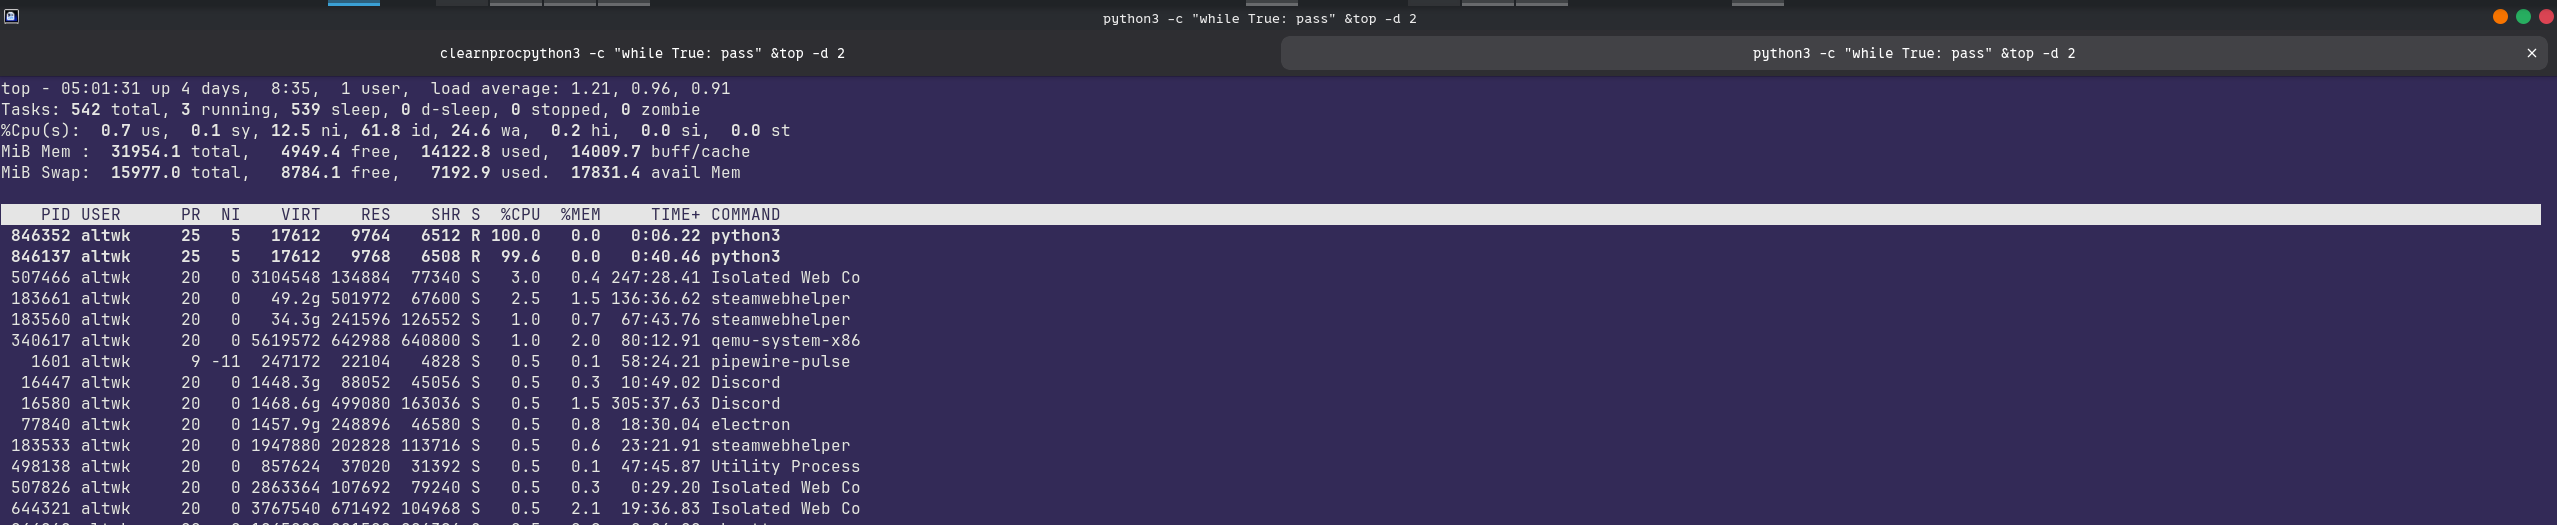 python3 -c "while True: pass" &top -d 2
clearnprocpython3 -c "while True: pass" &top -d 2
python3 -c "while True: pass" &top -d 2
top - 05:01:31 up 4 days,  8:35,  1 user,  load average: 1.21, 0.96, 0.91
Tasks: 542 total, 3 running, 539 sleep, 0 d-sleep, 0 stopped, 0 zombie
%Cpu(s):  0.7 us,  0.1 sy, 12.5 ni, 61.8 id, 24.6 wa,  0.2 hi,  0.0 si,  0.0 st
MiB Mem :  31954.1 total,   4949.4 free,  14122.8 used,  14009.7 buff/cache
MiB Swap:  15977.0 total,   8784.1 free,   7192.9 used.  17831.4 avail Mem
    PID USER      PR  NI    VIRT    RES    SHR S  %CPU  %MEM     TIME+ COMMAND
 846352 altwk     25   5   17612   9764   6512 R 100.0   0.0   0:06.22 python3
 846137 altwk     25   5   17612   9768   6508 R  99.6   0.0   0:40.46 python3
 507466 altwk     20   0 3104548 134884  77340 S   3.0   0.4 247:28.41 Isolated Web Co
 183661 altwk     20   0   49.2g 501972  67600 S   2.5   1.5 136:36.62 steamwebhelper
 183560 altwk     20   0   34.3g 241596 126552 S   1.0   0.7  67:43.76 steamwebhelper
 340617 altwk     20   0 5619572 642988 640800 S   1.0   2.0  80:12.91 qemu-system-x86
   1601 altwk      9 -11  247172  22104   4828 S   0.5   0.1  58:24.21 pipewire-pulse
  16447 altwk     20   0 1448.3g  88052  45056 S   0.5   0.3  10:49.02 Discord
  16580 altwk     20   0 1468.6g 499080 163036 S   0.5   1.5 305:37.63 Discord
  77840 altwk     20   0 1457.9g 248896  46580 S   0.5   0.8  18:30.04 electron
 183533 altwk     20   0 1947880 202828 113716 S   0.5   0.6  23:21.91 steamwebhelper
 498138 altwk     20   0  857624  37020  31392 S   0.5   0.1  47:45.87 Utility Process
 507826 altwk     20   0 2863364 107692  79240 S   0.5   0.3   0:29.20 Isolated Web Co
 644321 altwk     20   0 3767540 671492 104968 S   0.5   2.1  19:36.83 Isolated Web Co